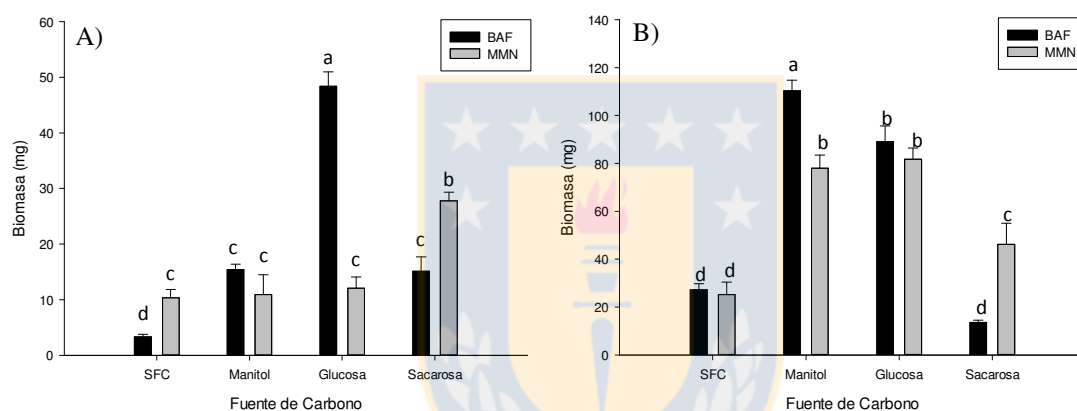 A)
BAF
MMN
60
50
40
30
20
10
0
Biomasa (mg)
d
c
c
c
a
c
c
b
SFC
Manitol
Glucosa
Sacarosa
Fuente de Carbono
B)
BAF
MMN
140
120
100
80
60
40
20
0
Biomasa (mg)
d
d
a
b
b
b
d
c
SFC
Manitol
Glucosa
Sacarosa
Fuente de Carbono